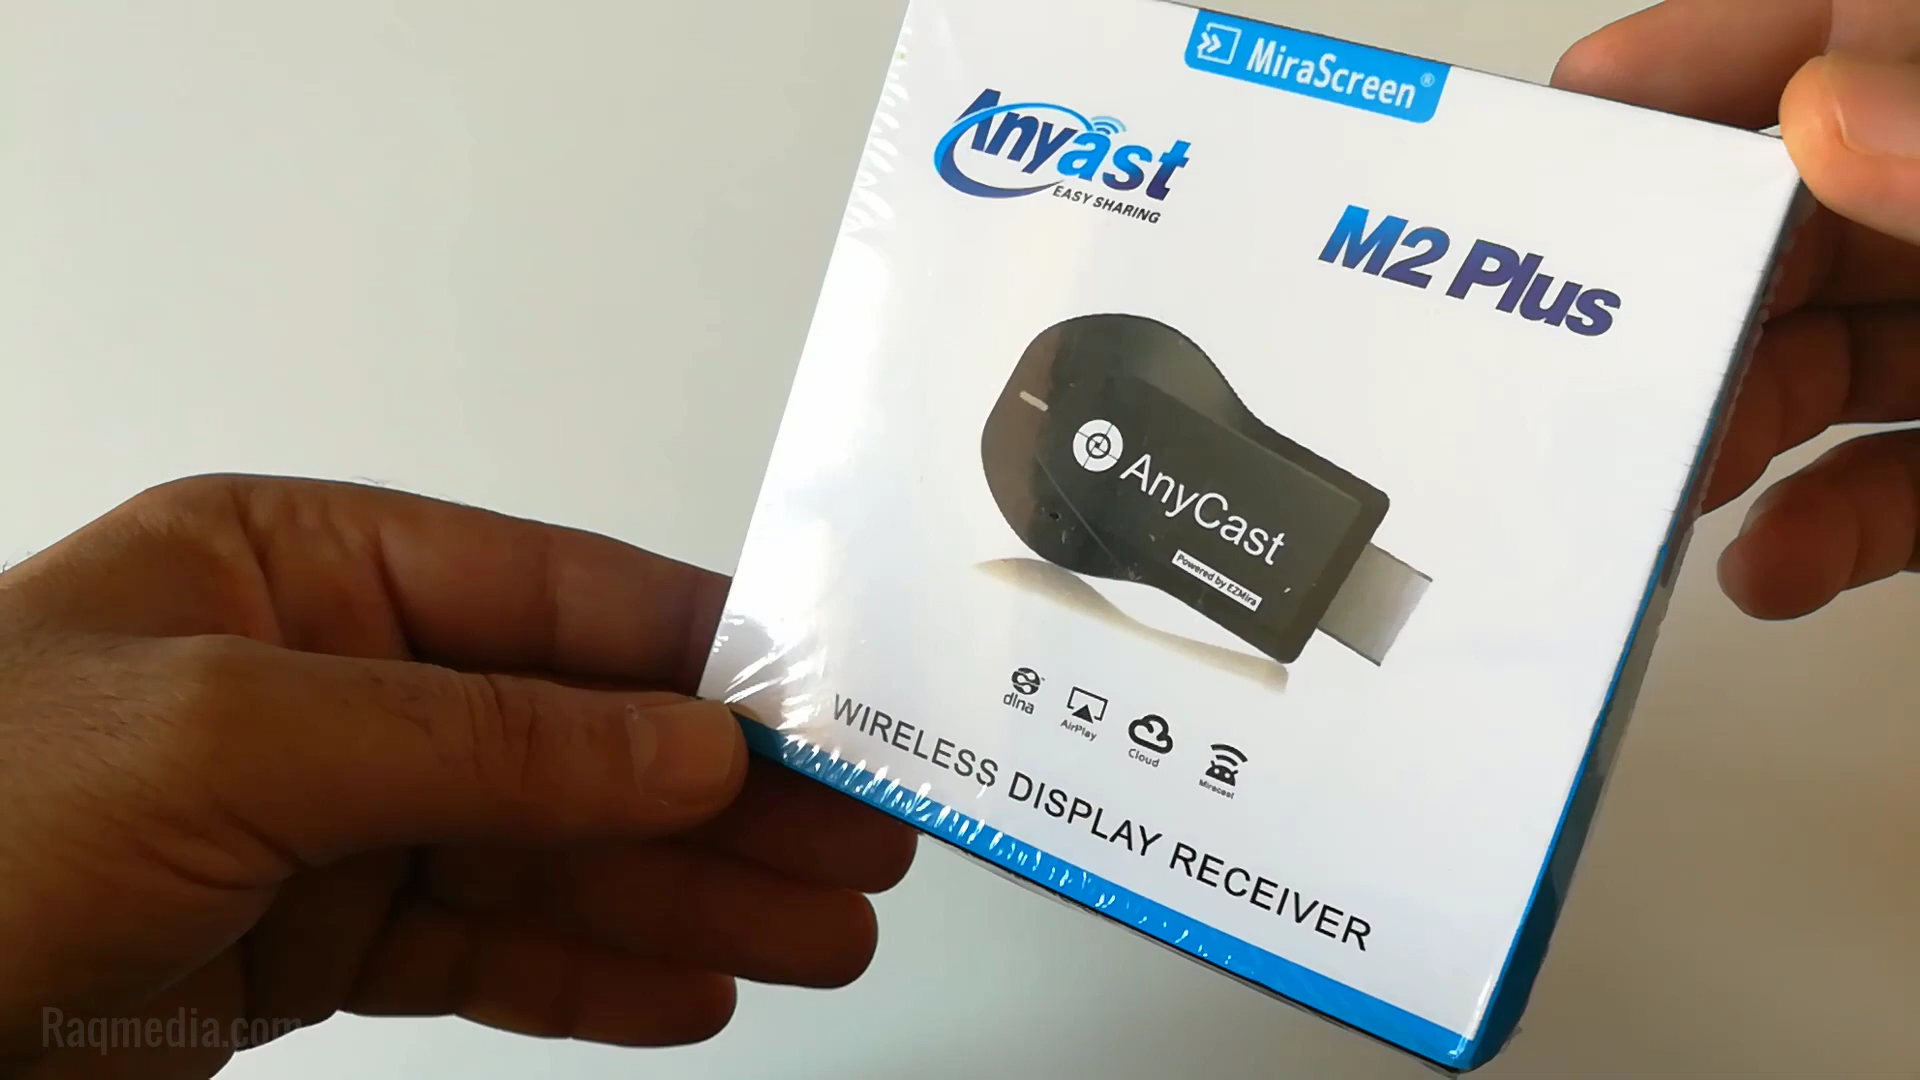 MiraScreen®
Anyast
EASY SHARING
M2 Plus
AnyCast
Powered by EZMira
dlna
AirPlay
Cloud
Miracast
WIRELESS DISPLAY RECEIVER
Raqmedia.com